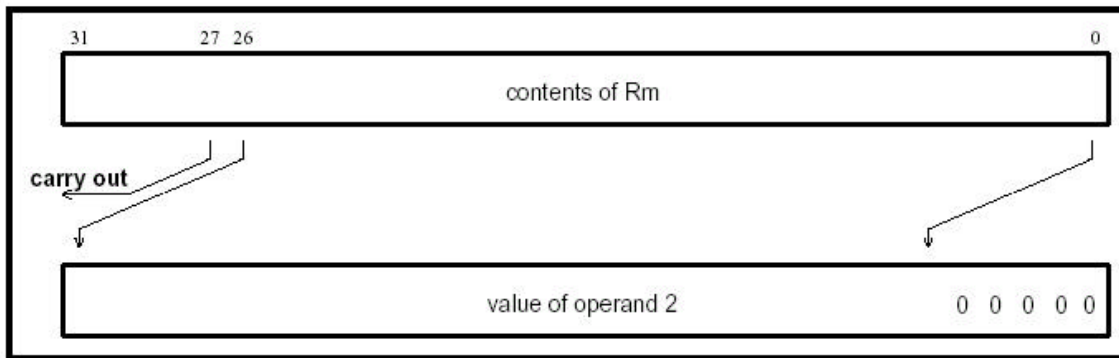 31 27 26 0
contents of Rm
carry out
value of operand 2 0 0 0 0 0